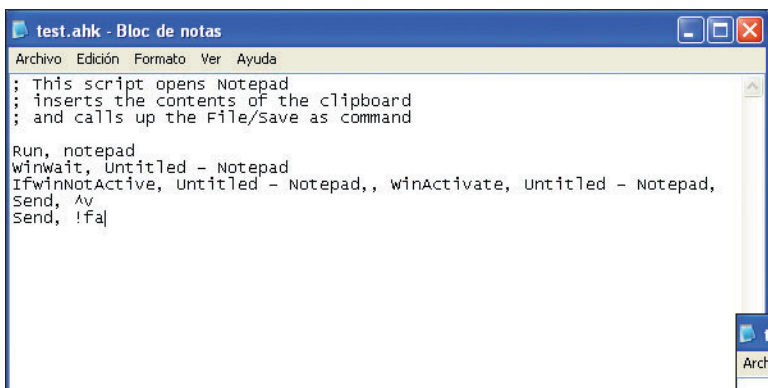 test.ahk - Bloc de notas
Archivo Edición Formato Ver Ayuda
; This script opens Notepad
; inserts the contents of the clipboard
; and calls up the File/Save as command
Run, notepad
WinWait, Untitled - Notepad
IfWinNotActive, Untitled - Notepad,, WinActivate, Untitled - Notepad,
Send, ^v
Send, !fa